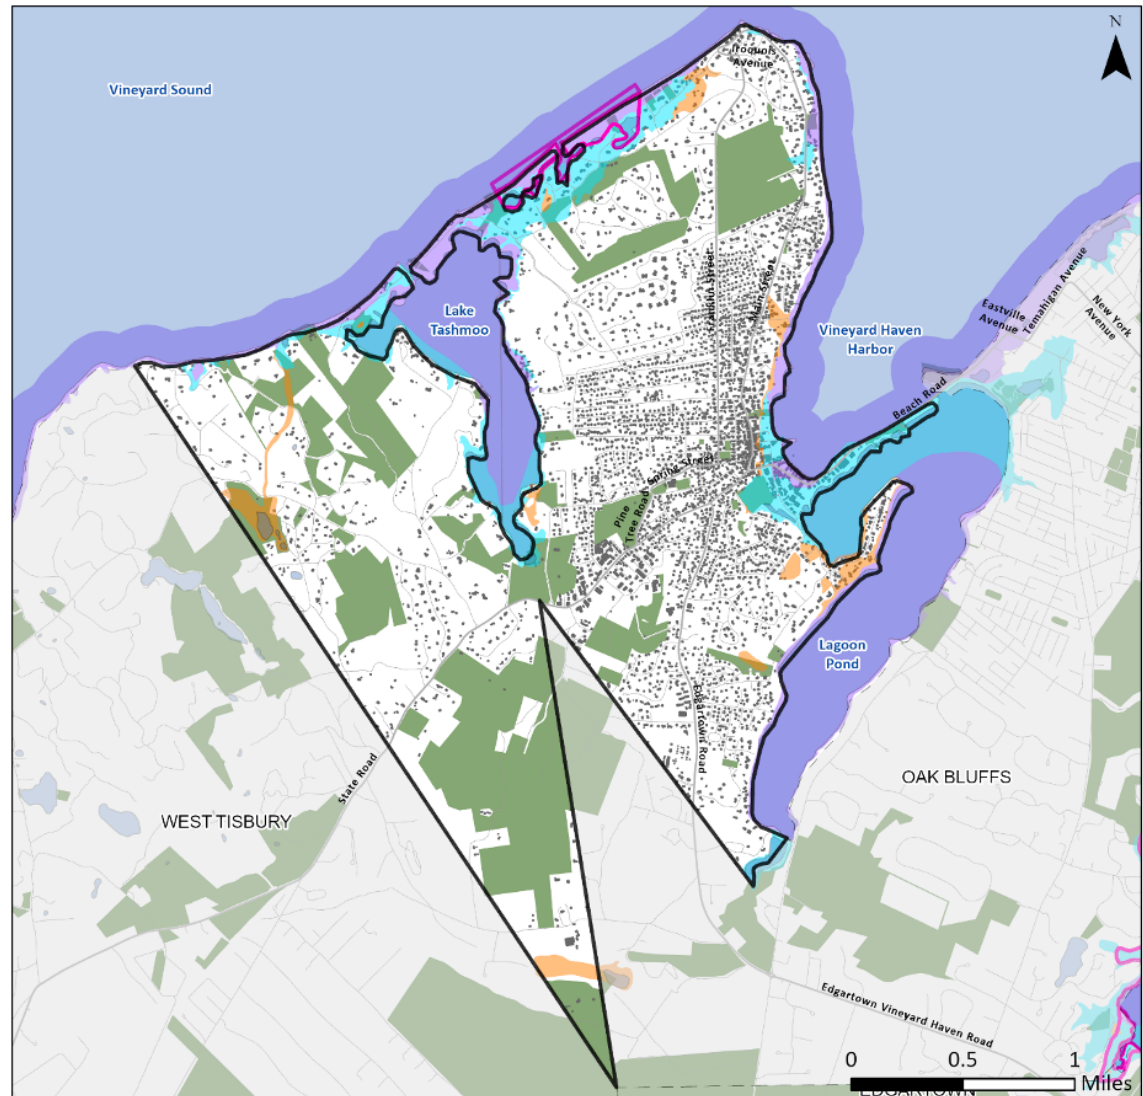 N
Iroquois
Avenue
Vineyard Sound
Eastville
Avenue
Temahigan Avenue
New York
Avenue
Franklin Street
Main Street
Lake
Tashmoo
Vineyard Haven
Harbor
Beach Road
Spring Street
Pine
Tree Road
Lagoon
Pond
Edgartown Road
OAK BLUFFS
State Road
WEST TISBURY
Edgartown Vineyard Haven Road
0 0.5 1
Miles
EDGARTOWN